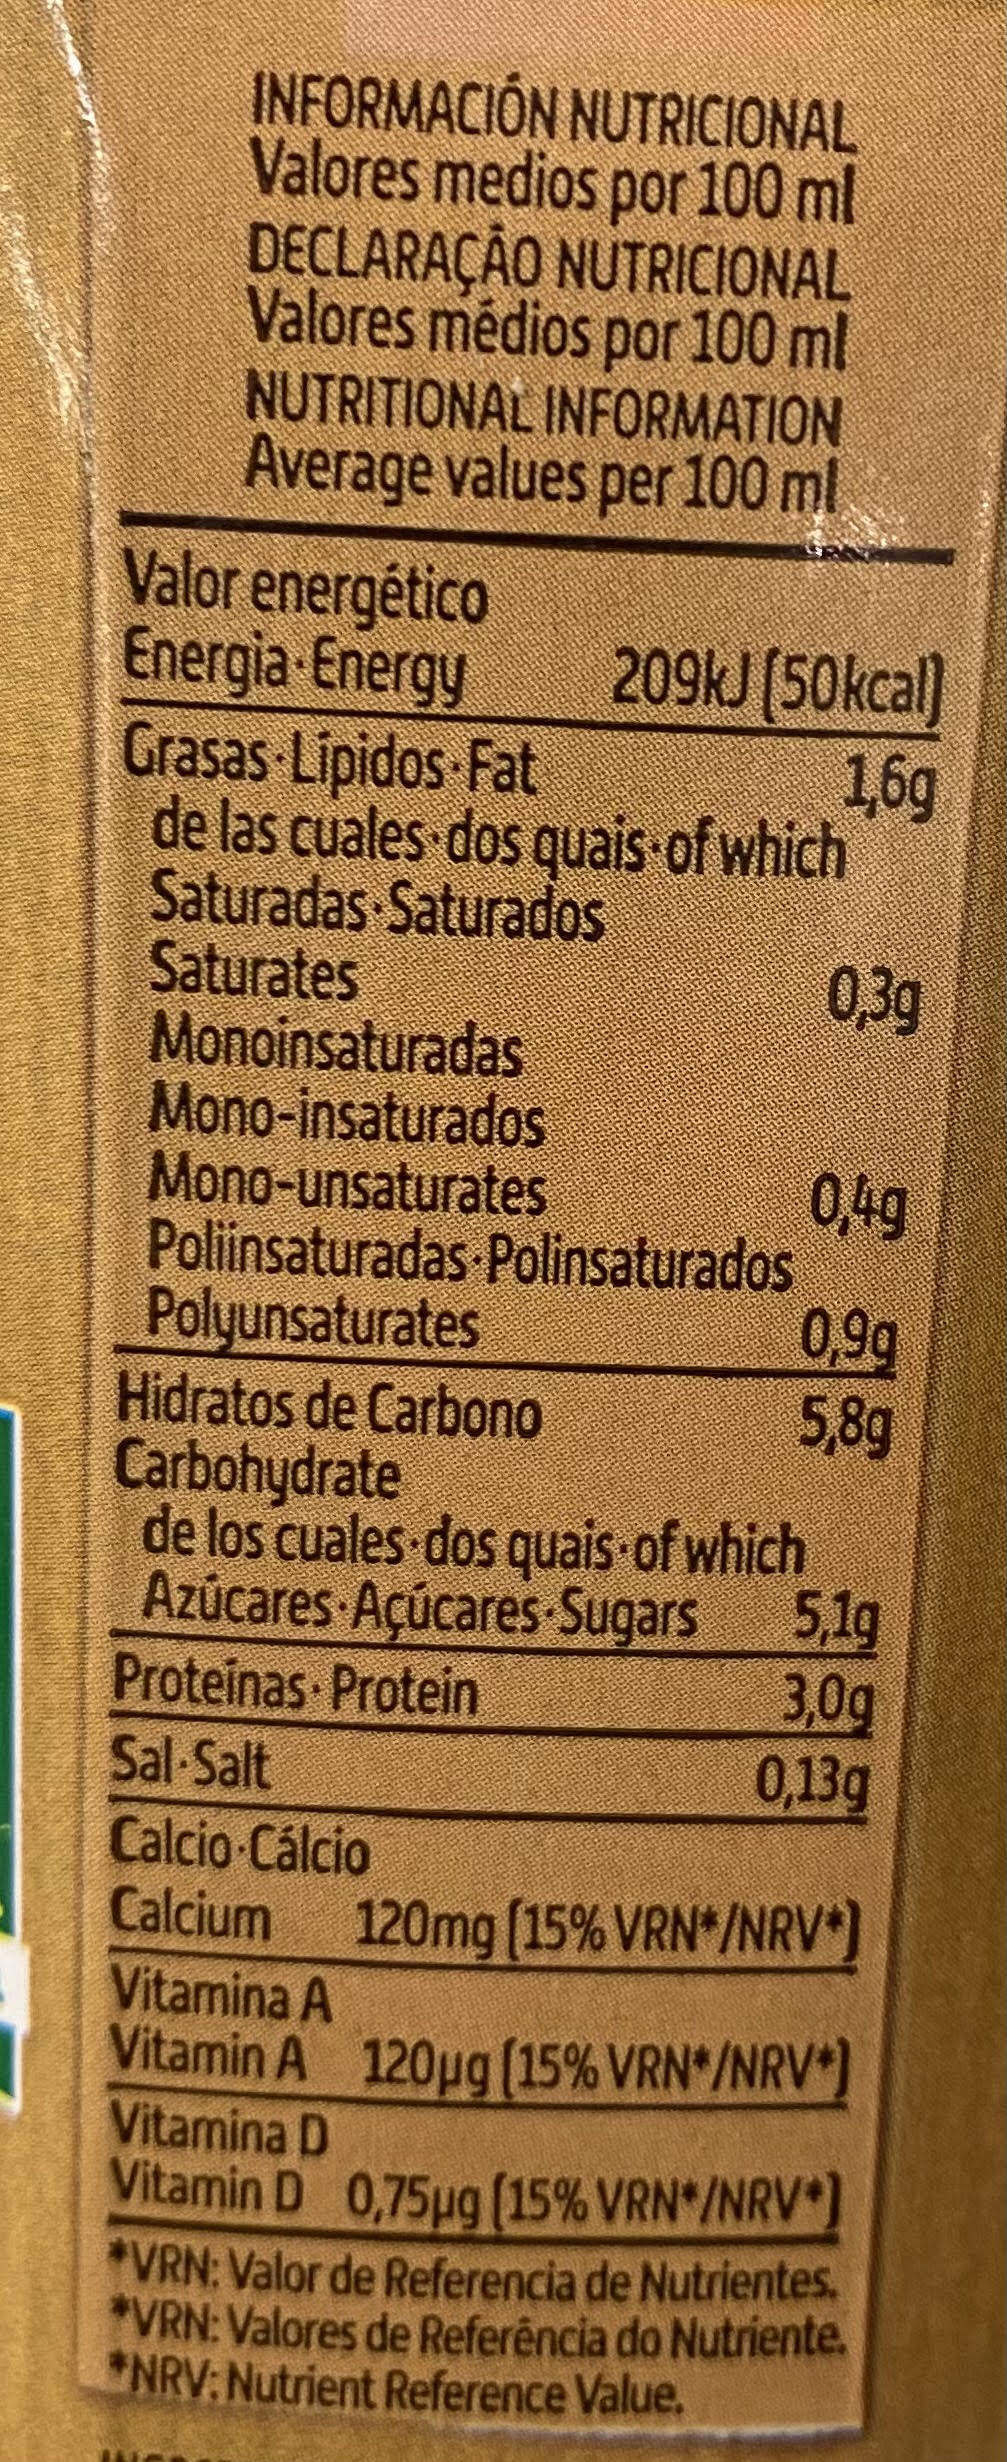 INFORMACIÓN NUTRICIONAL
Valores medios por 100 ml
DECLARAÇÃO NUTRICIONAL
Valores médios por 100 ml
NUTRITIONAL INFORMATION
Average values per 100 ml
Valor energético
Energia·Energy 209kJ (50kcal)
Grasas·Lípidos·Fat 1,6g
de las cuales·dos quais·of which
Saturadas·Saturados
Saturates 0,3g
Monoinsaturadas
Mono-insaturados
Mono-unsaturates 0,4g
Poliinsaturadas·Polinsaturados
Polyunsaturates 0,9g
Hidratos de Carbono 5,8g
Carbohydrate
de los cuales·dos quais·of which
Azúcares·Açúcares·Sugars 5,1g
Proteínas·Protein 3,0g
Sal·Salt 0,13g
Calcio·Cálcio
Calcium 120mg (15% VRN*/NRV*)
Vitamina A
Vitamin A 120µg (15% VRN*/NRV*)
Vitamina D
Vitamin D 0,75µg (15% VRN*/NRV*)
*VRN: Valor de Referencia de Nutrientes.
*VRN: Valores de Referência do Nutriente.
*NRV: Nutrient Reference Value.